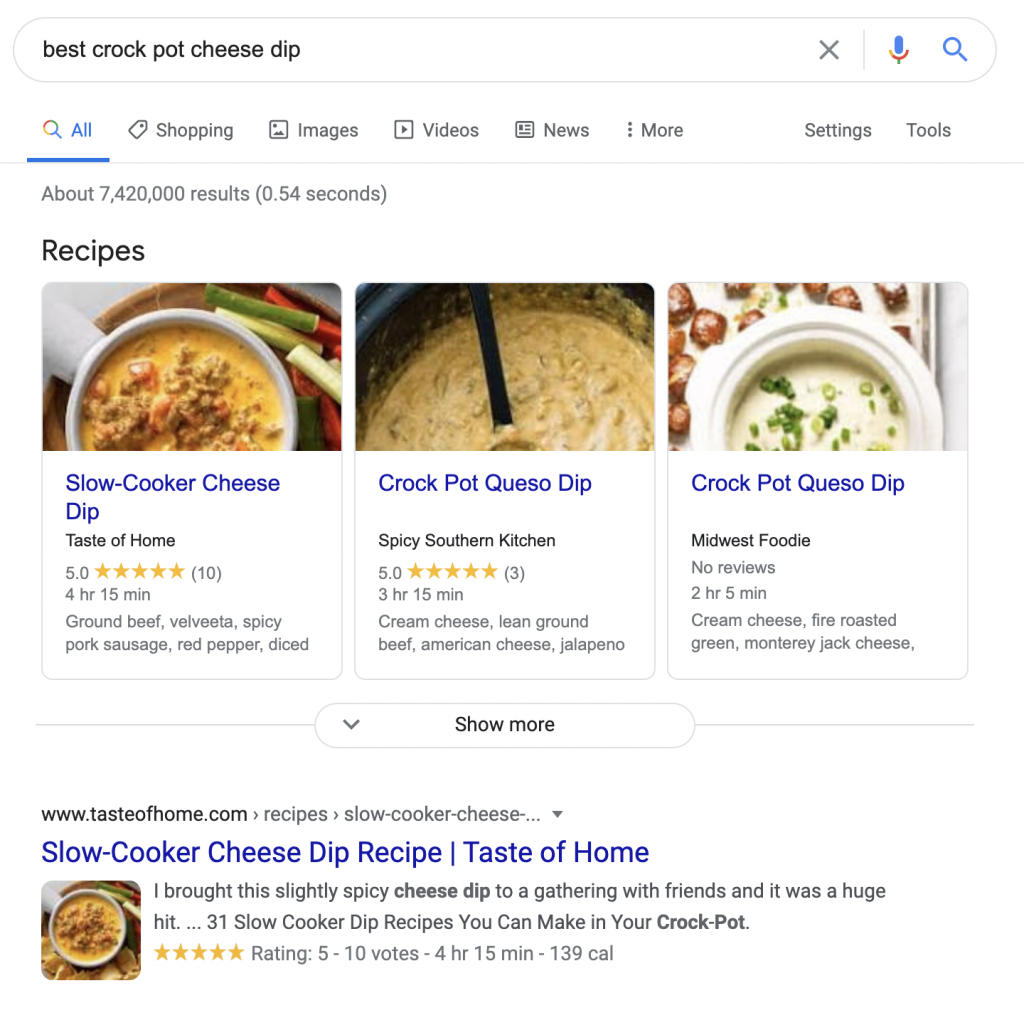 best crock pot cheese dip
All Shopping Images Videos News More Settings Tools
About 7,420,000 results (0.54 seconds)
Recipes
Slow-Cooker Cheese
Dip
Taste of Home
5.0 ★★★★★ (10)
4 hr 15 min
Ground beef, velveeta, spicy
pork sausage, red pepper, diced
Crock Pot Queso Dip
Spicy Southern Kitchen
5.0 ★★★★★ (3)
3 hr 15 min
Cream cheese, lean ground
beef, american cheese, jalapeno
Crock Pot Queso Dip
Midwest Foodie
No reviews
2 hr 5 min
Cream cheese, fire roasted
green, monterey jack cheese,
Show more
www.tasteofhome.com › recipes › slow-cooker-cheese-...
Slow-Cooker Cheese Dip Recipe | Taste of Home
I brought this slightly spicy cheese dip to a gathering with friends and it was a huge
hit. ... 31 Slow Cooker Dip Recipes You Can Make in Your Crock-Pot.
★★★★★ Rating: 5 - 10 votes - 4 hr 15 min - 139 cal